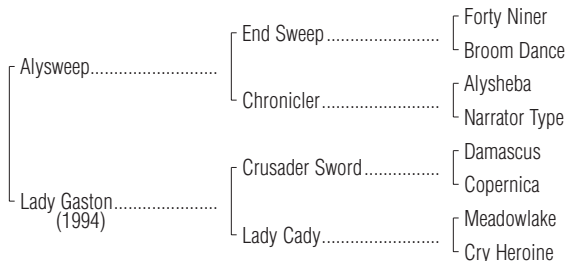 Forty Niner
End Sweep
Broom Dance
Alysweep
Alysheba
Chronicler
Narrator Type
Damascus
Crusader Sword
Copernica
Lady Gaston
(1994)
Meadowlake
Lady Cady
Cry Heroine